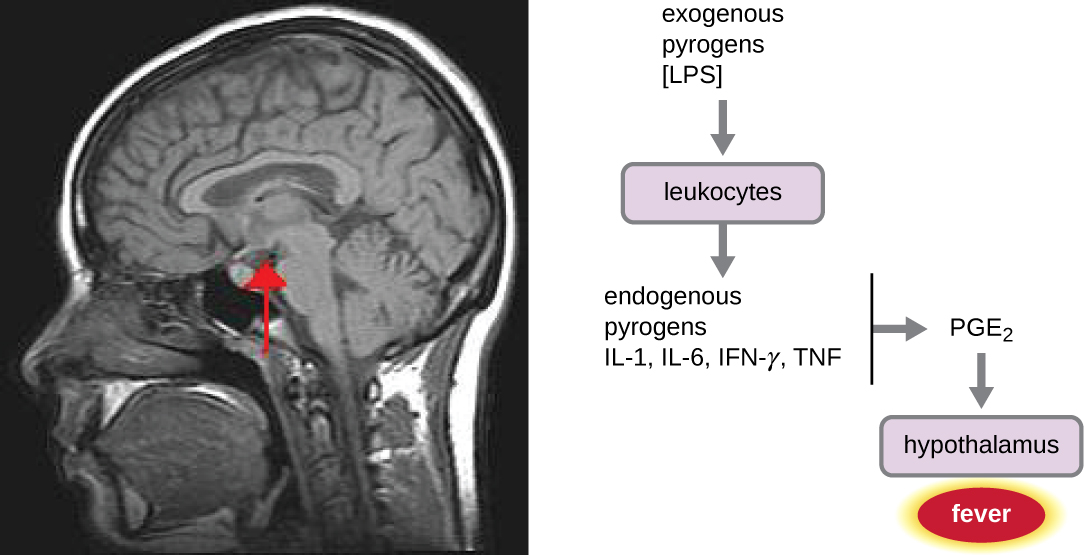 exogenous
pyrogens
[LPS]
leukocytes
endogenous
pyrogens
IL-1, IL-6, IFN-γ, TNF
PGE₂
hypothalamus
fever